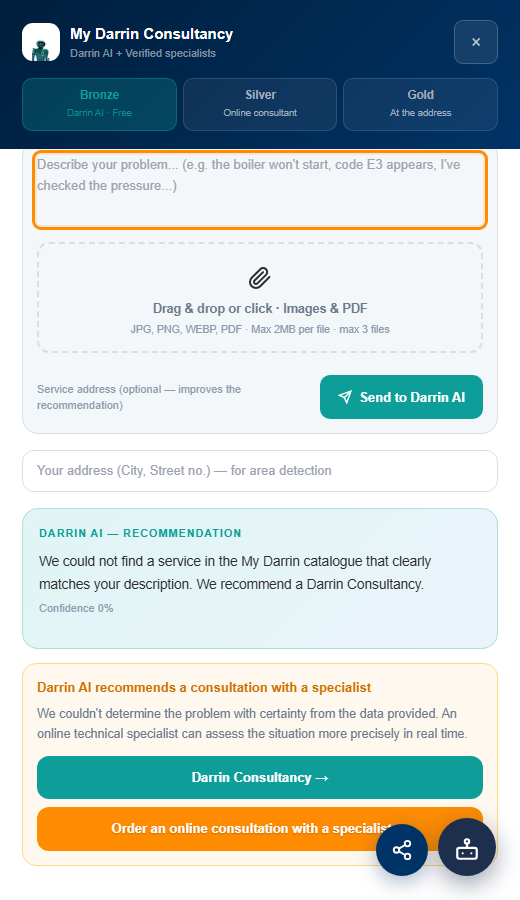 My Darrin Consultancy
Darrin AI + Verified specialists
×
Bronze
Darrin AI · Free
Silver
Online consultant
Gold
At the address
Describe your problem... (e.g. the boiler won't start, code E3 appears, I've
checked the pressure...)
Drag & drop or click · Images & PDF
JPG, PNG, WEBP, PDF · Max 2MB per file · max 3 files
Service address (optional — improves the
recommendation)
Send to Darrin AI
Your address (City, Street no.) — for area detection
DARRIN AI — RECOMMENDATION
We could not find a service in the My Darrin catalogue that clearly
matches your description. We recommend a Darrin Consultancy.
Confidence 0%
Darrin AI recommends a consultation with a specialist
We couldn't determine the problem with certainty from the data provided. An
online technical specialist can assess the situation more precisely in real time.
Darrin Consultancy →
Order an online consultation with a specialist